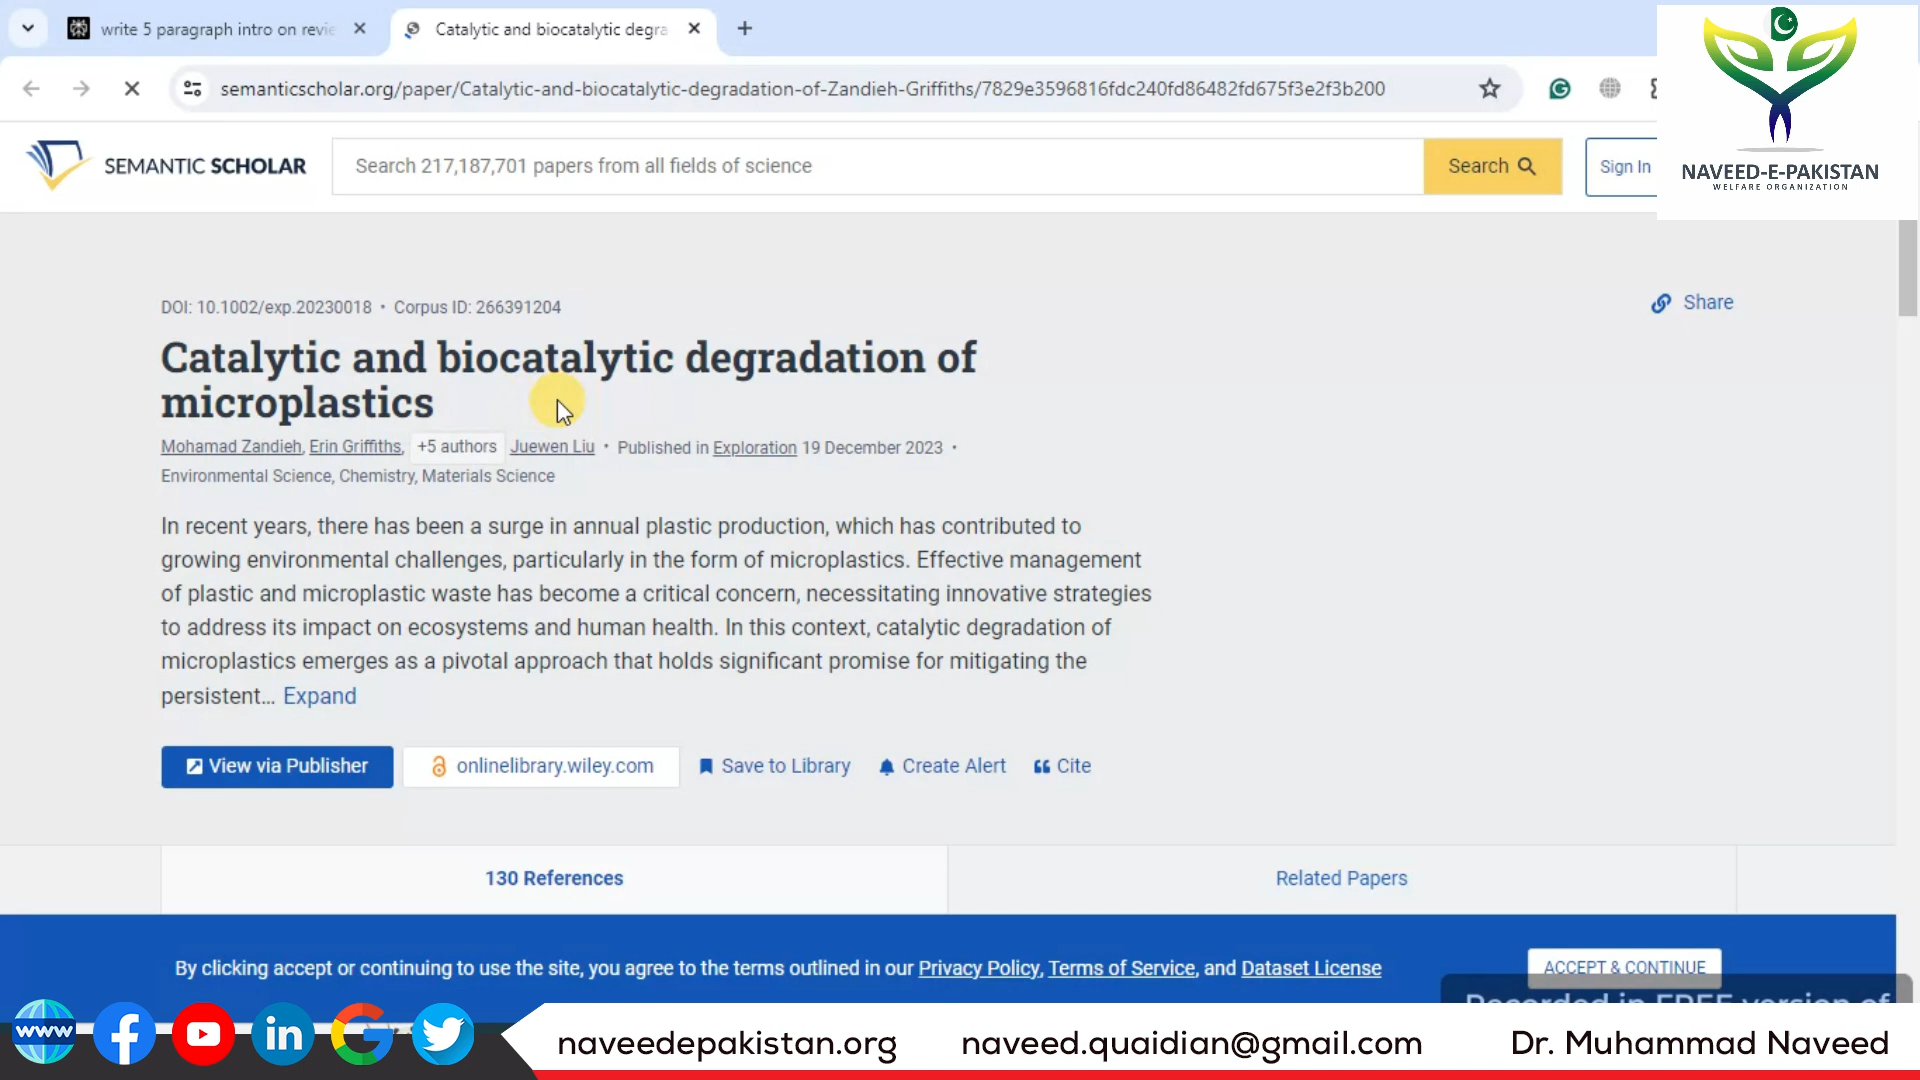 write 5 paragraph intro on revie
Catalytic and biocatalytic degra
semanticscholar.org/paper/Catalytic-and-biocatalytic-degradation-of-Zandieh-Griffiths/7829e3596816fdc240fd86482fd675f3e2f3b200
NAVEED-E-PAKISTAN
WELFARE ORGANIZATION
SEMANTIC SCHOLAR
Search 217,187,701 papers from all fields of science
Search
Sign In
DOI: 10.1002/exp.20230018 • Corpus ID: 266391204
Share
Catalytic and biocatalytic degradation of
microplastics
Mohamad Zandieh, Erin Griffiths, +5 authors Juewen Liu • Published in Exploration 19 December 2023 •
Environmental Science, Chemistry, Materials Science
In recent years, there has been a surge in annual plastic production, which has contributed to
growing environmental challenges, particularly in the form of microplastics. Effective management
of plastic and microplastic waste has become a critical concern, necessitating innovative strategies
to address its impact on ecosystems and human health. In this context, catalytic degradation of
microplastics emerges as a pivotal approach that holds significant promise for mitigating the
persistent… Expand
View via Publisher
onlinelibrary.wiley.com
Save to Library
Create Alert
Cite
130 References
Related Papers
By clicking accept or continuing to use the site, you agree to the terms outlined in our Privacy Policy, Terms of Service, and Dataset License
ACCEPT & CONTINUE
Recorded in FREE version of
www
naveedepakistan.org
naveed.quaidian@gmail.com
Dr. Muhammad Naveed